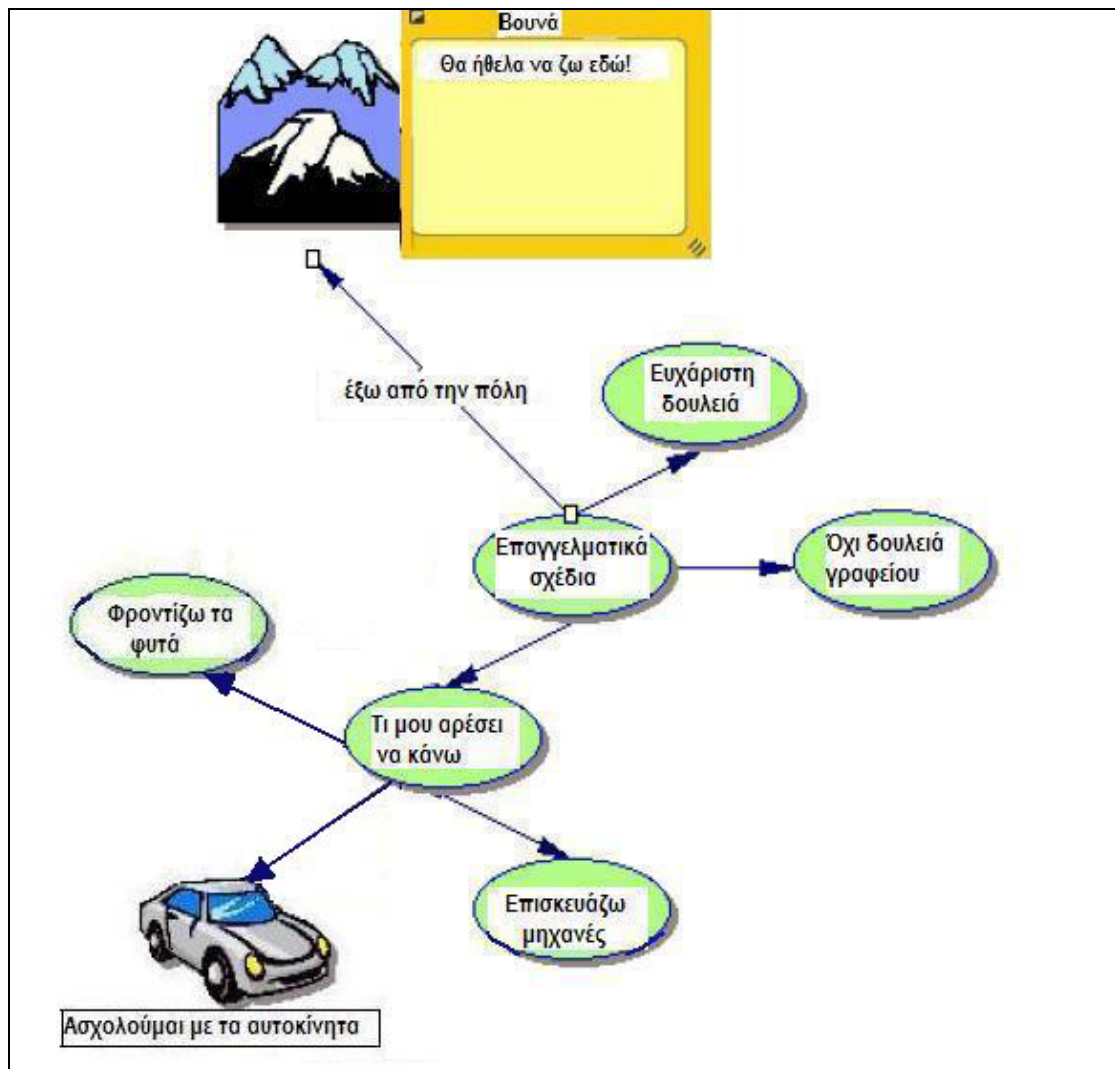 Βουνά
Θα ήθελα να ζω εδώ!
έξω από την πόλη
Ευχάριστη
δουλειά
Επαγγελματικά
σχέδια
Όχι δουλειά
γραφείου
Φροντίζω τα
φυτά
Τι μου αρέσει
να κάνω
Επισκευάζω
μηχανές
Ασχολούμαι με τα αυτοκίνητα